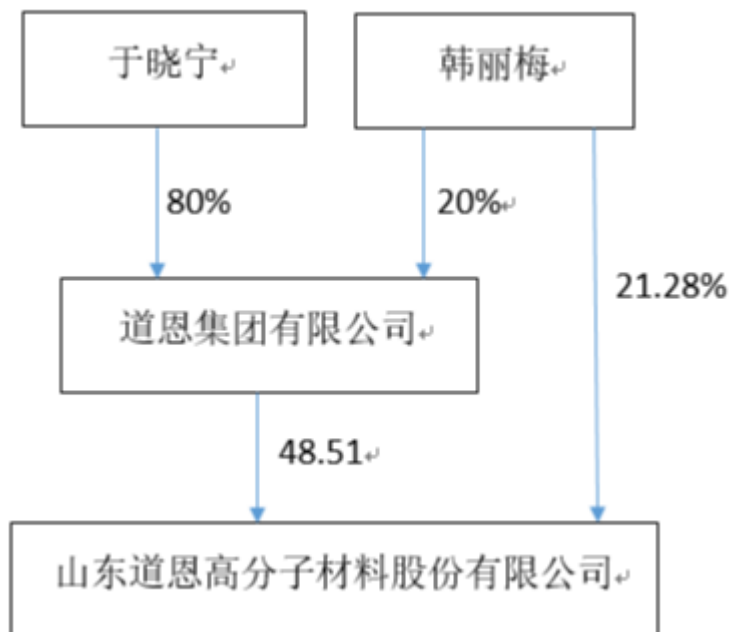 于晓宁
韩丽梅
80%
20%
21.28%
道恩集团有限公司
48.51
山东道恩高分子材料股份有限公司